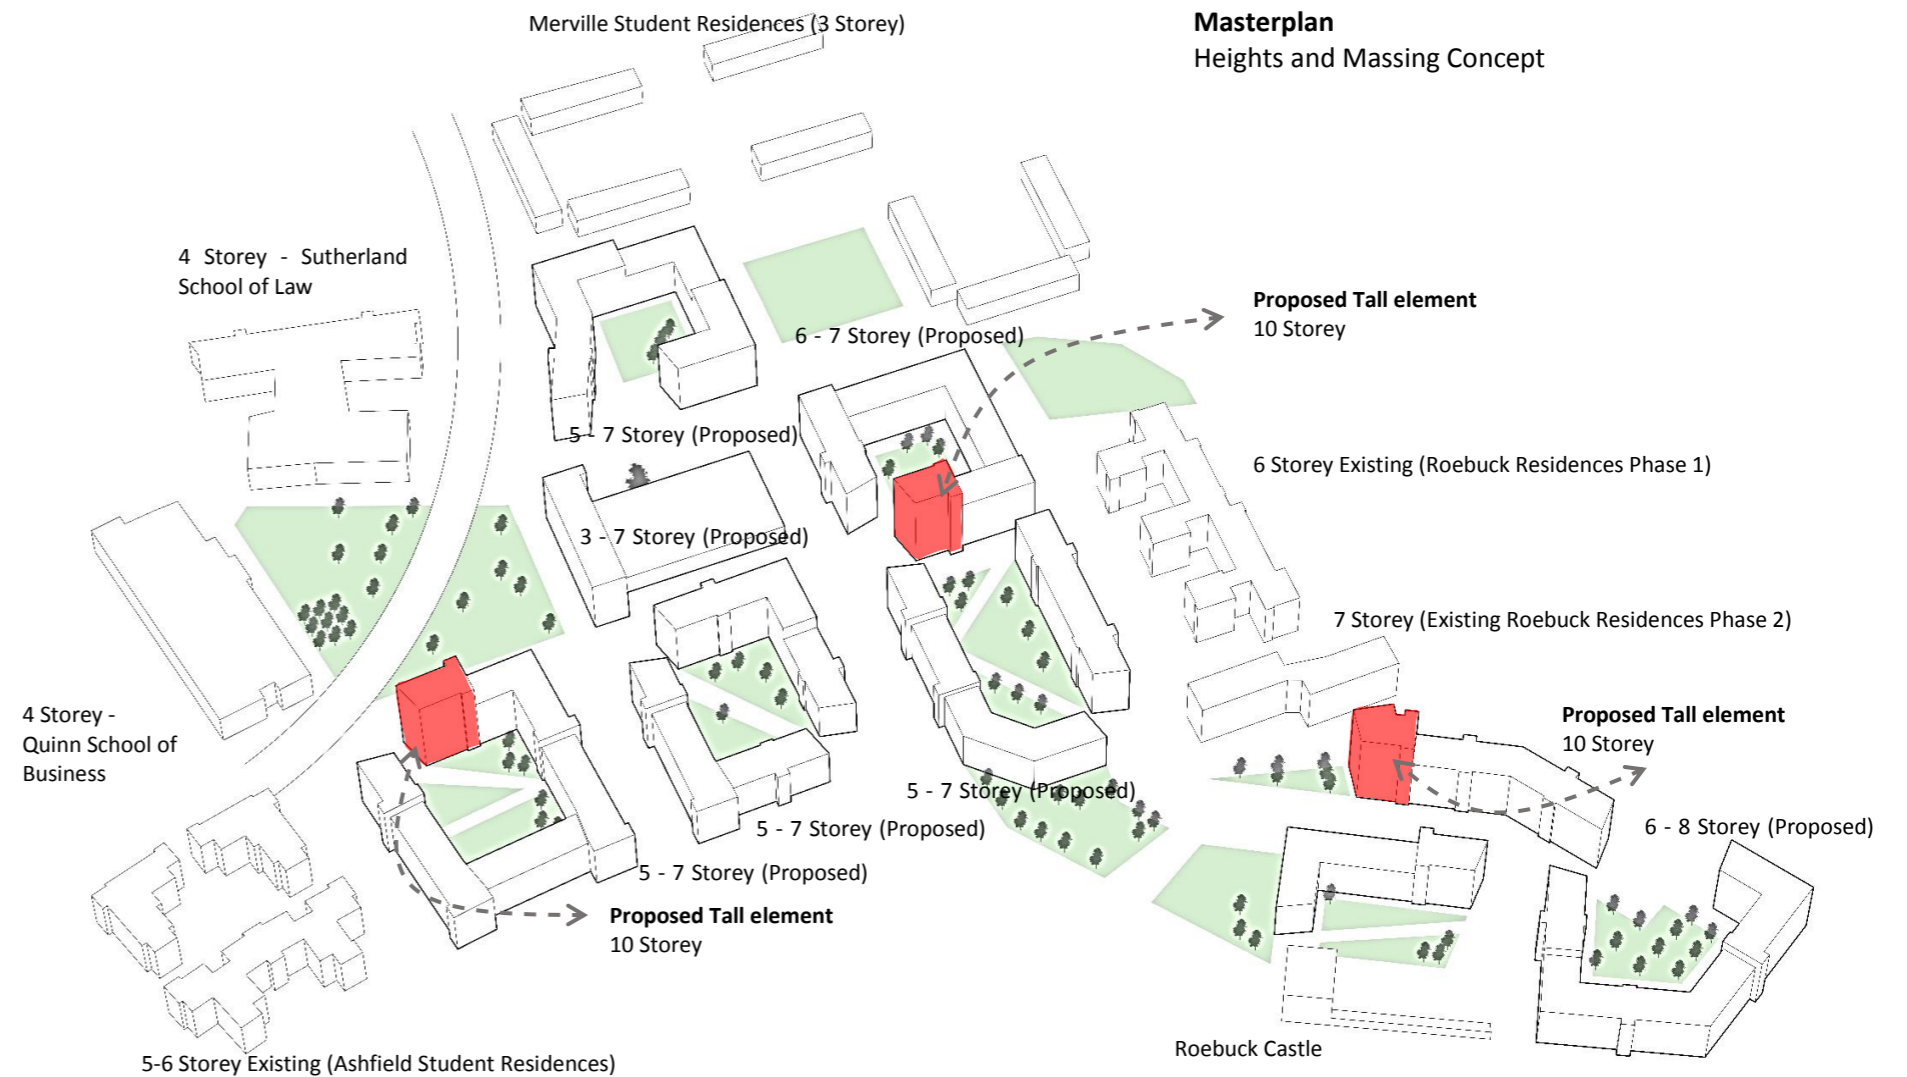 Merville Student Residences (3 Storey)
Masterplan
Heights and Massing Concept
4 Storey - Sutherland
School of Law
Proposed Tall element
10 Storey
6 - 7 Storey (Proposed)
5 - 7 Storey (Proposed)
6 Storey Existing (Roebuck Residences Phase 1)
3 - 7 Storey (Proposed)
7 Storey (Existing Roebuck Residences Phase 2)
4 Storey -
Quinn School of
Business
Proposed Tall element
10 Storey
5 - 7 Storey (Proposed)
5 - 7 Storey (Proposed)
6 - 8 Storey (Proposed)
5 - 7 Storey (Proposed)
Proposed Tall element
10 Storey
Roebuck Castle
5-6 Storey Existing (Ashfield Student Residences)